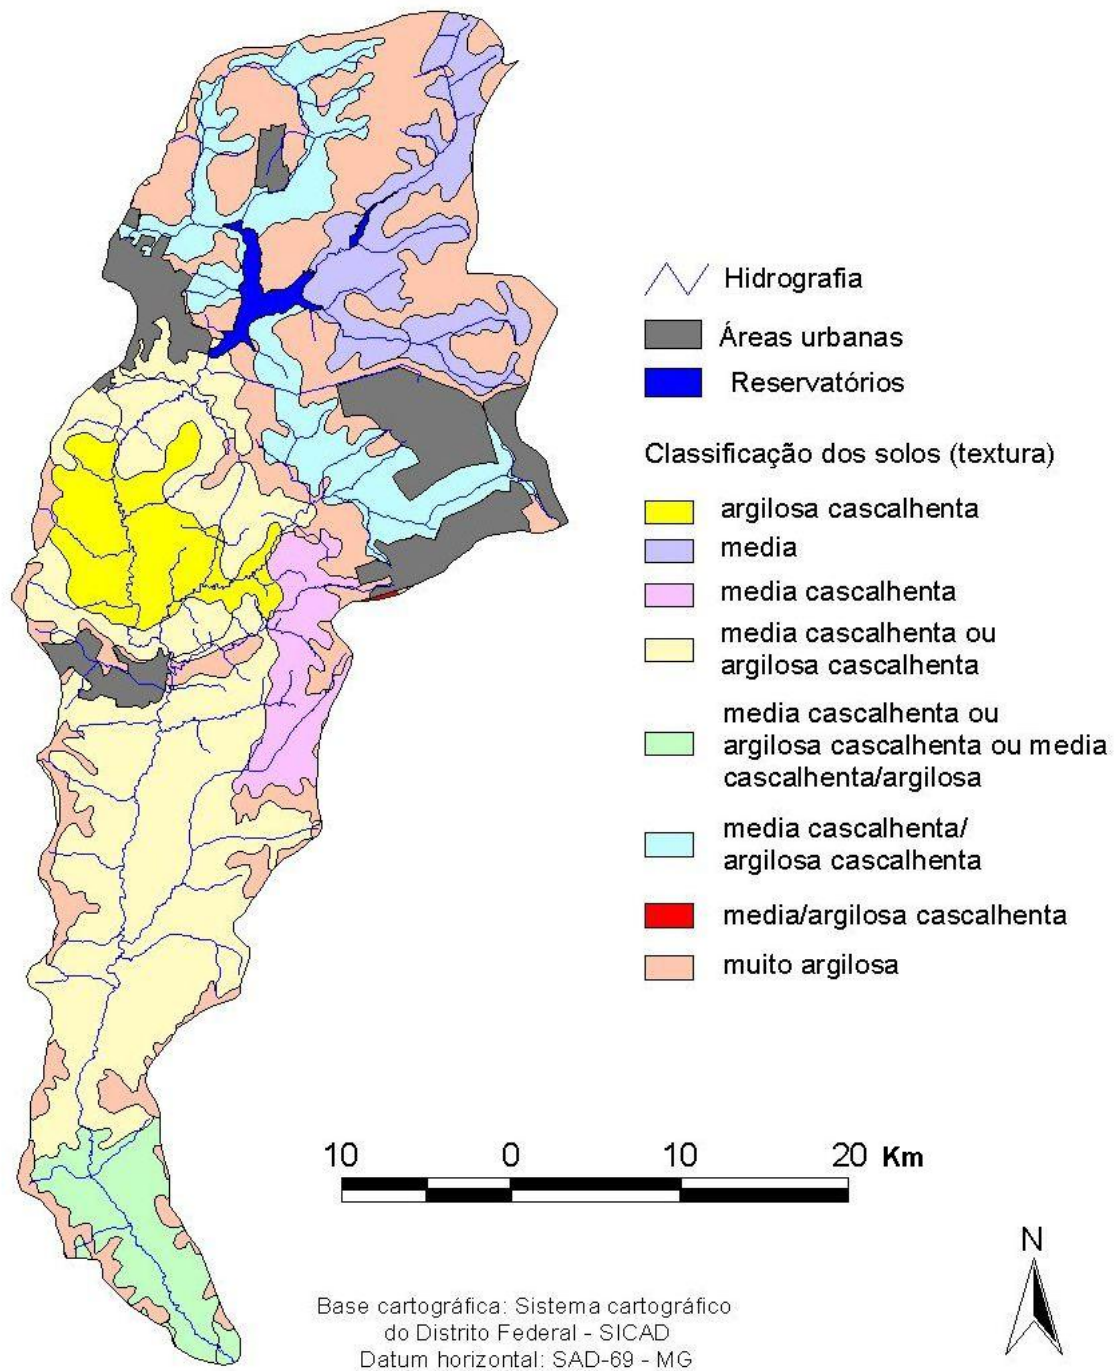 Hidrografia
Áreas urbanas
Reservatórios
Classificação dos solos (textura)
argilosa cascalhenta
media
media cascalhenta
media cascalhenta ou
argilosa cascalhenta
media cascalhenta ou
argilosa cascalhenta ou media
cascalhenta/argilosa
media cascalhenta/
argilosa cascalhenta
media/argilosa cascalhenta
muito argilosa
10 0 10 20 Km
N
Base cartográfica: Sistema cartográfico
do Distrito Federal - SICAD
Datum horizontal: SAD-69 - MG